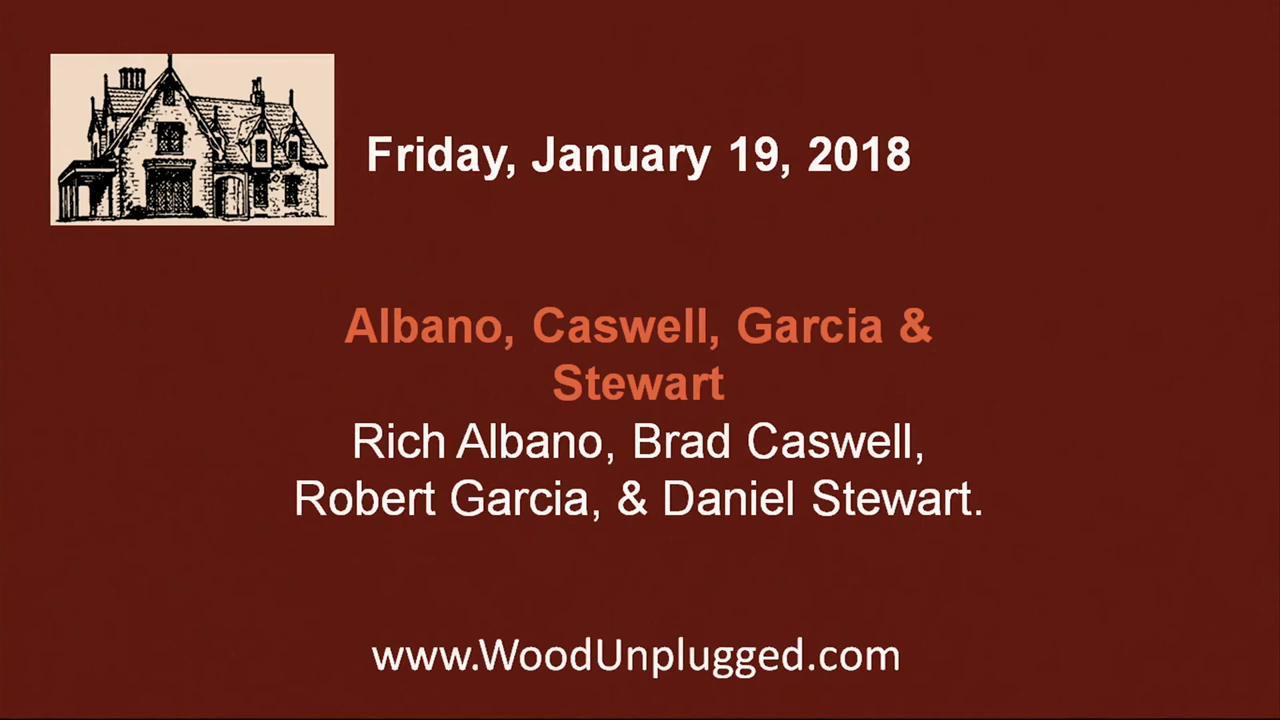 Friday, January 19, 2018
Albano, Caswell, Garcia &
Stewart
Rich Albano, Brad Caswell,
Robert Garcia, & Daniel Stewart.
www.WoodUnplugged.com